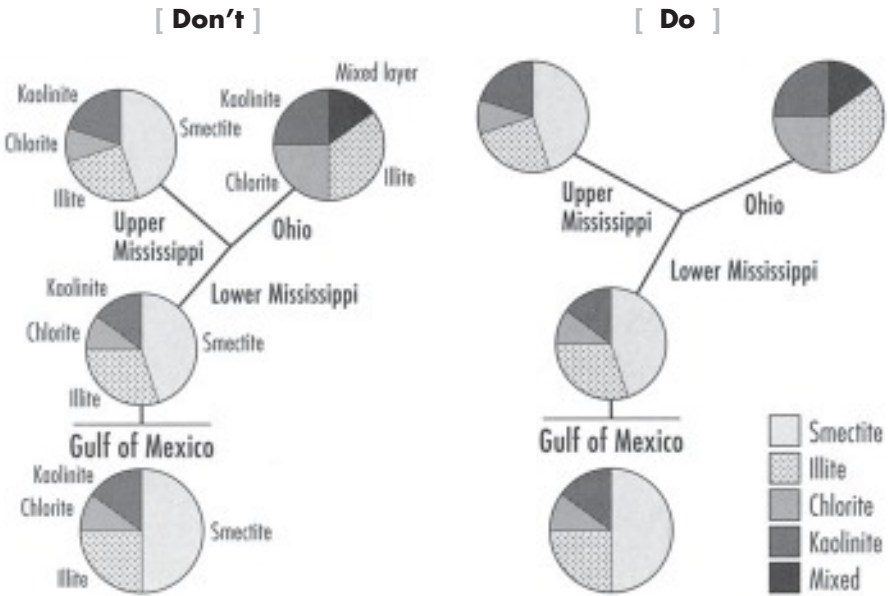 [ Don't ]
Mixed layer
Kaolinite
Kaolinite
Smectite
Chlorite
Chlorite
Illite
Illite
Upper
Mississippi
Ohio
Kaolinite
Lower Mississippi
Chlorite
Smectite
Illite
Gulf of Mexico
Kaolinite
Chlorite
Smectite
Illite
[ Do ]
Upper
Mississippi
Ohio
Lower Mississippi
Gulf of Mexico
Smectite
Illite
Chlorite
Kaolinite
Mixed